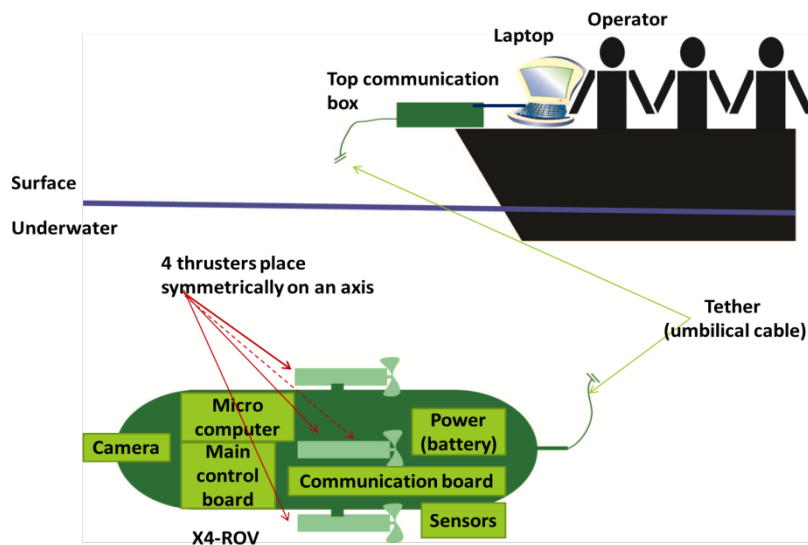 Operator
Laptop
Top communication
box
Surface
Underwater
4 thrusters place
symmetrically on an axis
Tether
(umbilical cable)
Micro
computer
Power
(battery)
Camera
Main
control
board
Communication board
Sensors
X4-ROV